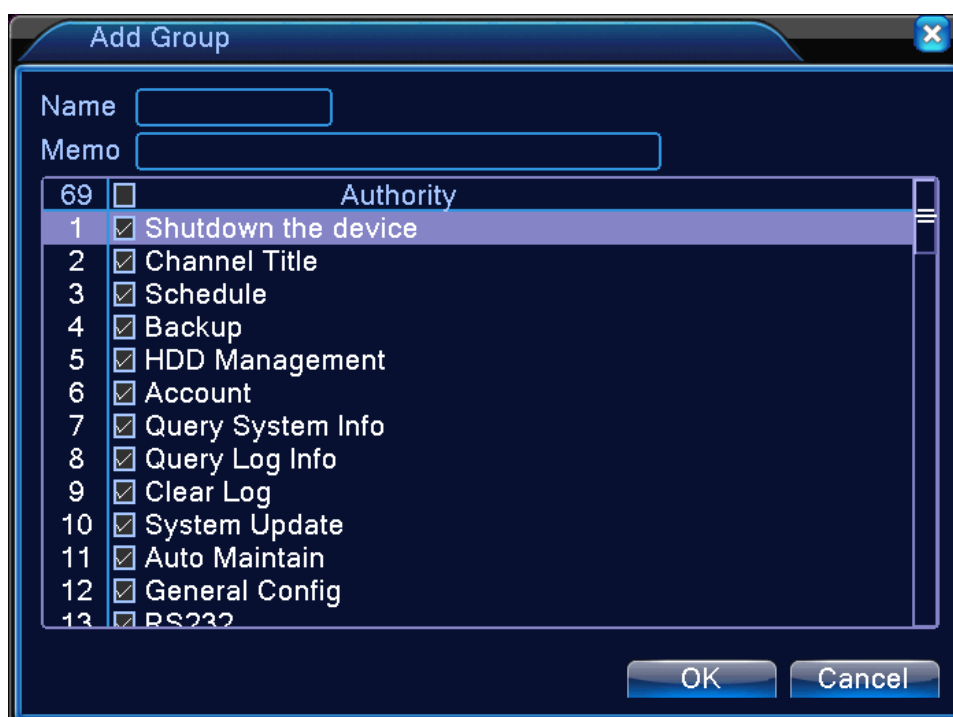 Add Group
Name
Memo
69 Authority
1 Shutdown the device
2 Channel Title
3 Schedule
4 Backup
5 HDD Management
6 Account
7 Query System Info
8 Query Log Info
9 Clear Log
10 System Update
11 Auto Maintain
12 General Config
13 RS232
OK Cancel